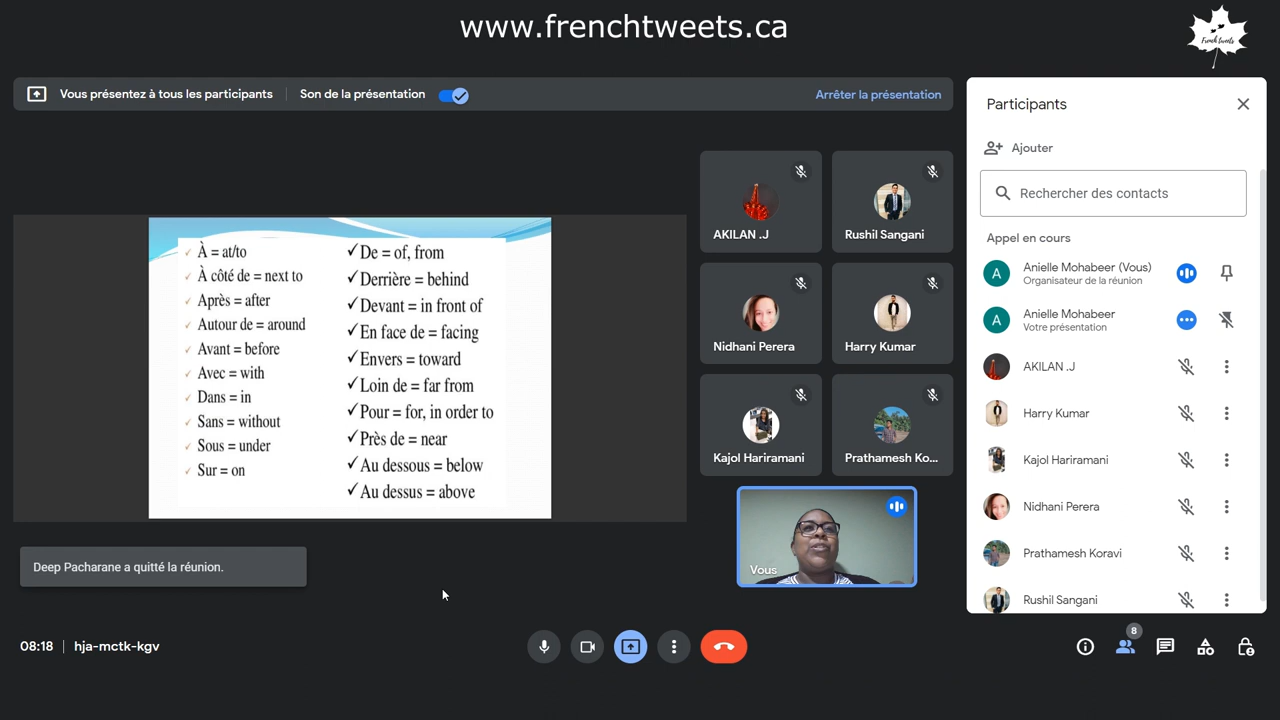 www.frenchtweets.ca
French tweets
Vous présentez à tous les participants
Son de la présentation
Arrêter la présentation
À = at/to
À côté de = next to
Après = after
Autour de = around
Avant = before
Avec = with
Dans = in
Sans = without
Sous = under
Sur = on
De = of, from
Derrière = behind
Devant = in front of
En face de = facing
Envers = toward
Loin de = far from
Pour = for, in order to
Près de = near
Au dessous = below
Au dessus = above
AKILAN .J
Rushil Sangani
Nidhani Perera
Harry Kumar
Kajol Hariramani
Prathamesh Ko...
Vous
Participants
Ajouter
Rechercher des contacts
Appel en cours
A
Anielle Mohabeer (Vous)
Organisateur de la réunion
A
Anielle Mohabeer
Votre présentation
AKILAN .J
Harry Kumar
Kajol Hariramani
Nidhani Perera
Prathamesh Koravi
Rushil Sangani
Deep Pacharane a quitté la réunion.
08:18 | hja-mctk-kgv
8